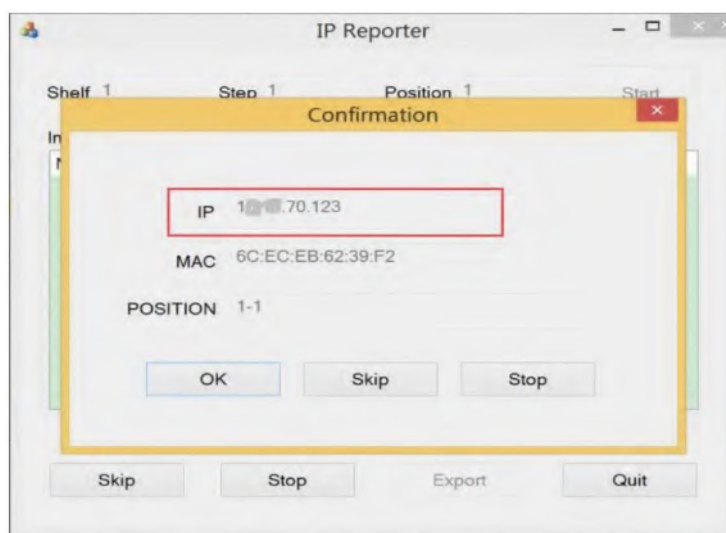 IP Reporter
Shelf 1 Step 1 Position 1 Start
Confirmation
In
IP .70.123
MAC 6C:EC:EB:62:39:F2
POSITION 1-1
OK Skip Stop
Skip Stop Export Quit